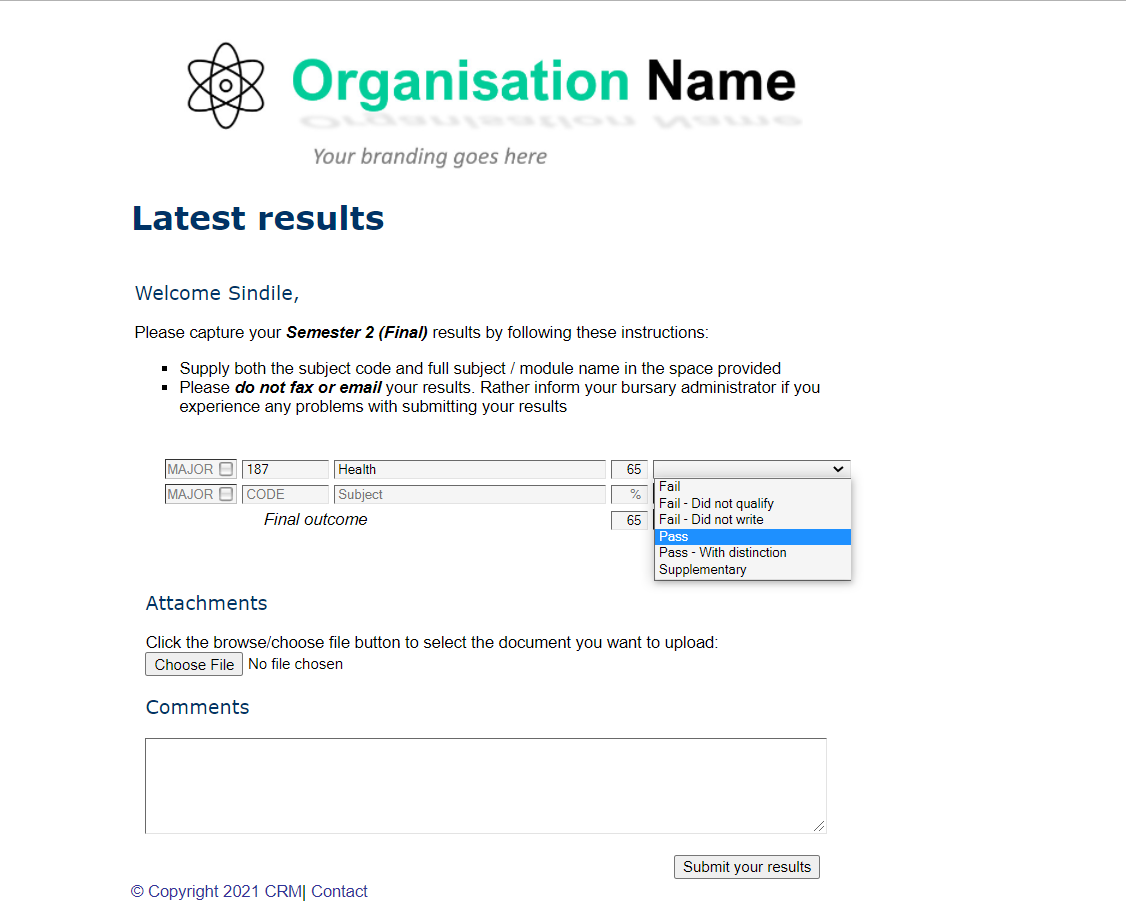 Organisation Name
Your branding goes here
Latest results
Welcome Sindile,
Please capture your Semester 2 (Final) results by following these instructions:
Supply both the subject code and full subject / module name in the space provided
Please do not fax or email your results. Rather inform your bursary administrator if you
experience any problems with submitting your results
MAJOR 187 Health 65
MAJOR CODE Subject %
Final outcome 65
Fail
Fail - Did not qualify
Fail - Did not write
Pass
Pass - With distinction
Supplementary
Attachments
Click the browse/choose file button to select the document you want to upload:
Choose File No file chosen
Comments
Submit your results
© Copyright 2021 CRM| Contact